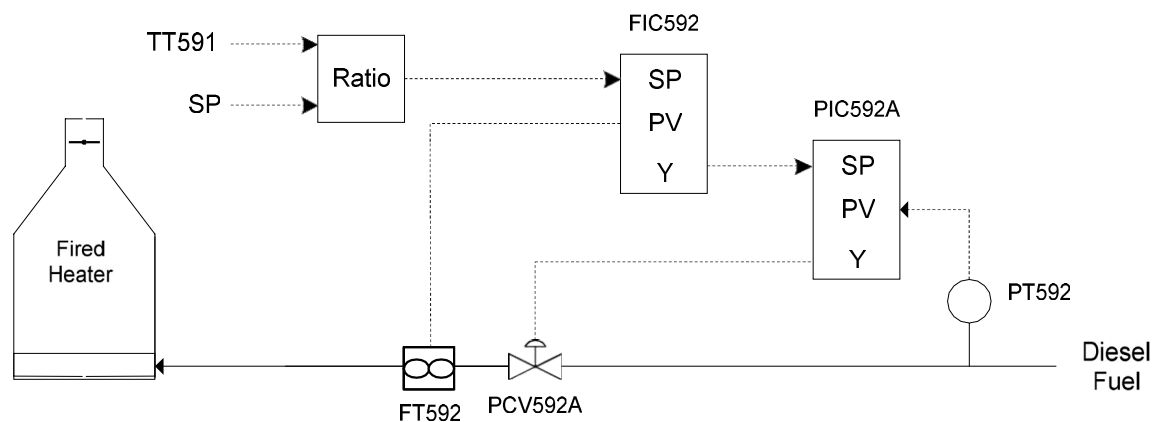 FIC592
TT591
Ratio
SP
SP
PV
Y
PIC592A
SP
PV
Y
Fired
Heater
PT592
Diesel
Fuel
FT592
PCV592A